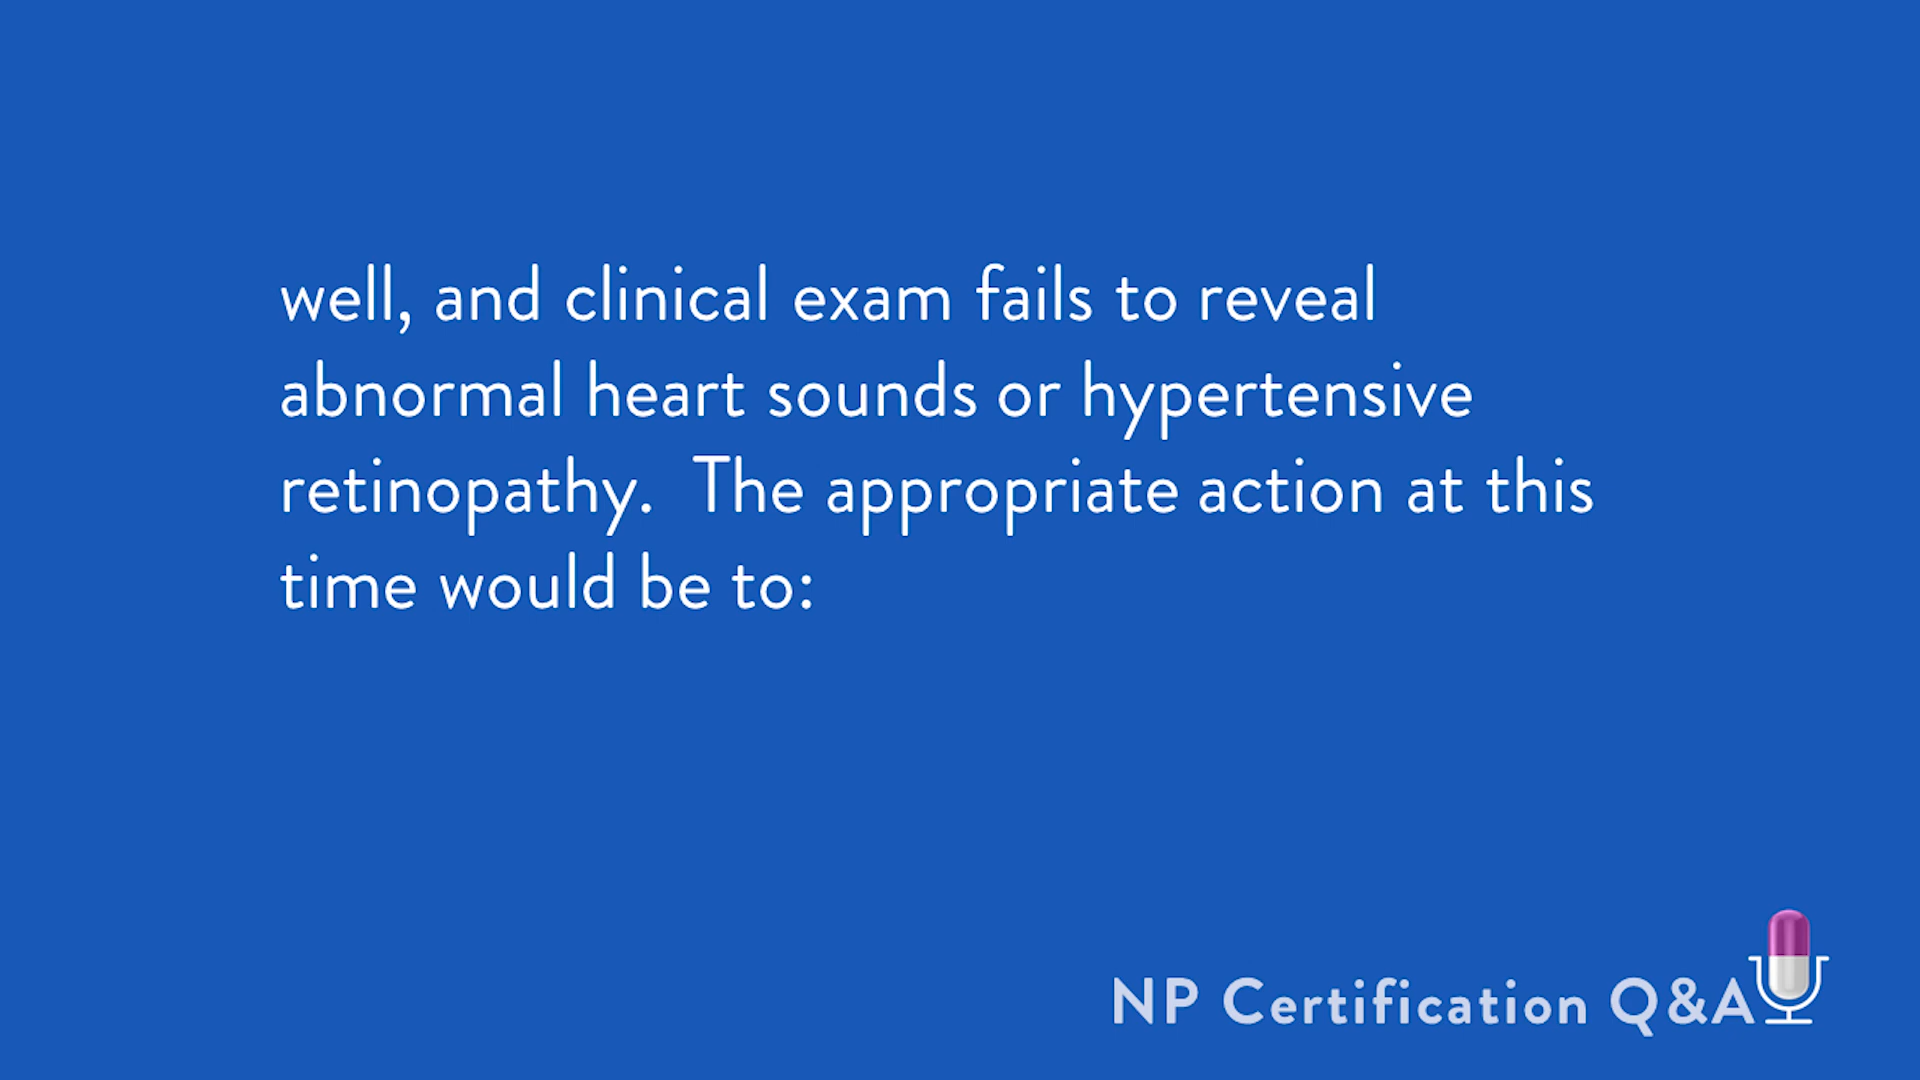 well, and clinical exam fails to reveal
abnormal heart sounds or hypertensive
retinopathy.  The appropriate action at this
time would be to:
NP Certification Q&A